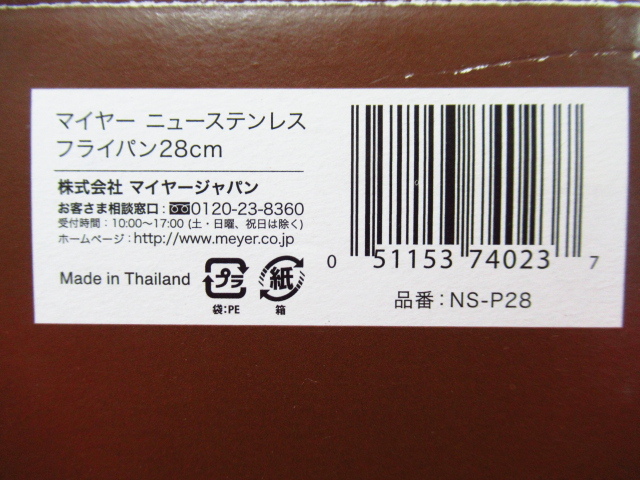 マイヤー ニューステンレス
フライパン28cm
株式会社 マイヤージャパン
お客さま相談窓口:0120-23-8360
受付時間:10:00~17:00 (土・日曜、祝日は除く)
ホームページ:http://www.meyer.co.jp
Made in Thailand
プラ
袋:PE
紙
箱
0 51153 74023 7
品番:NS-P28